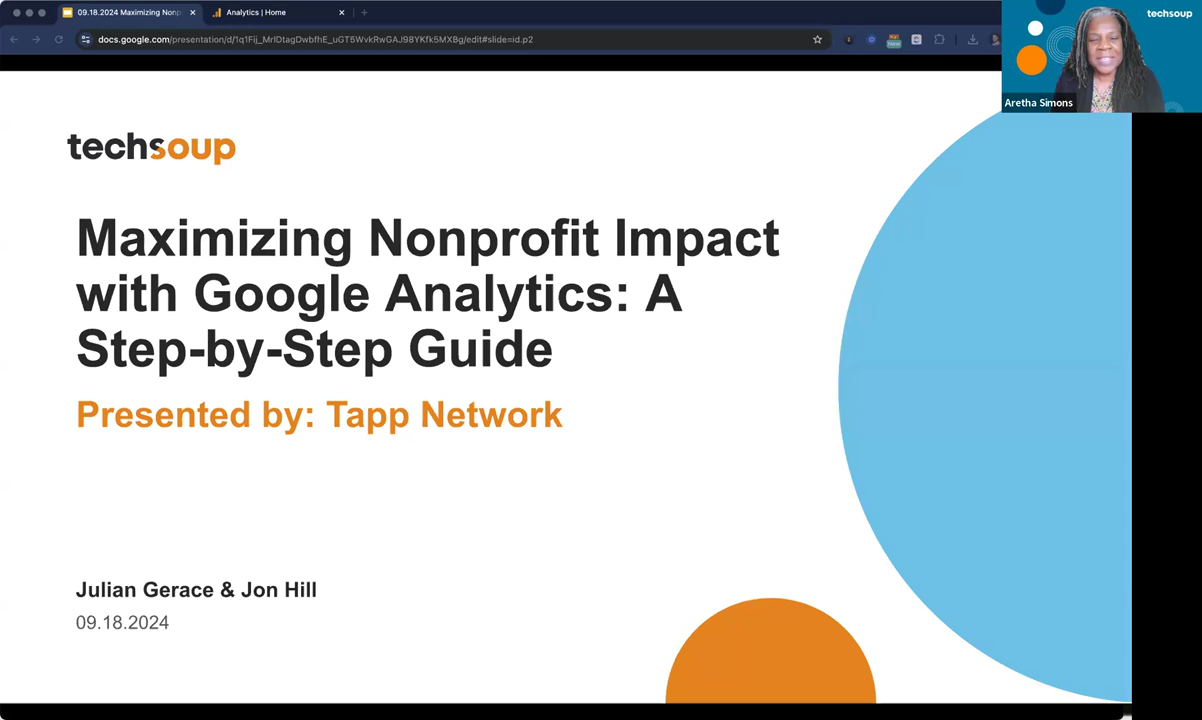 09.18.2024 Maximizing Nonp
Analytics | Home
docs.google.com/presentation/d/1q1Fij_MrIDtagDwbfhE_uGT5WvkRwGAJ98YKfk5MXBg/edit#slide=id.p2
techsoup
Aretha Simons
techsoup
Maximizing Nonprofit Impact
with Google Analytics: A
Step-by-Step Guide
Presented by: Tapp Network
Julian Gerace & Jon Hill
09.18.2024